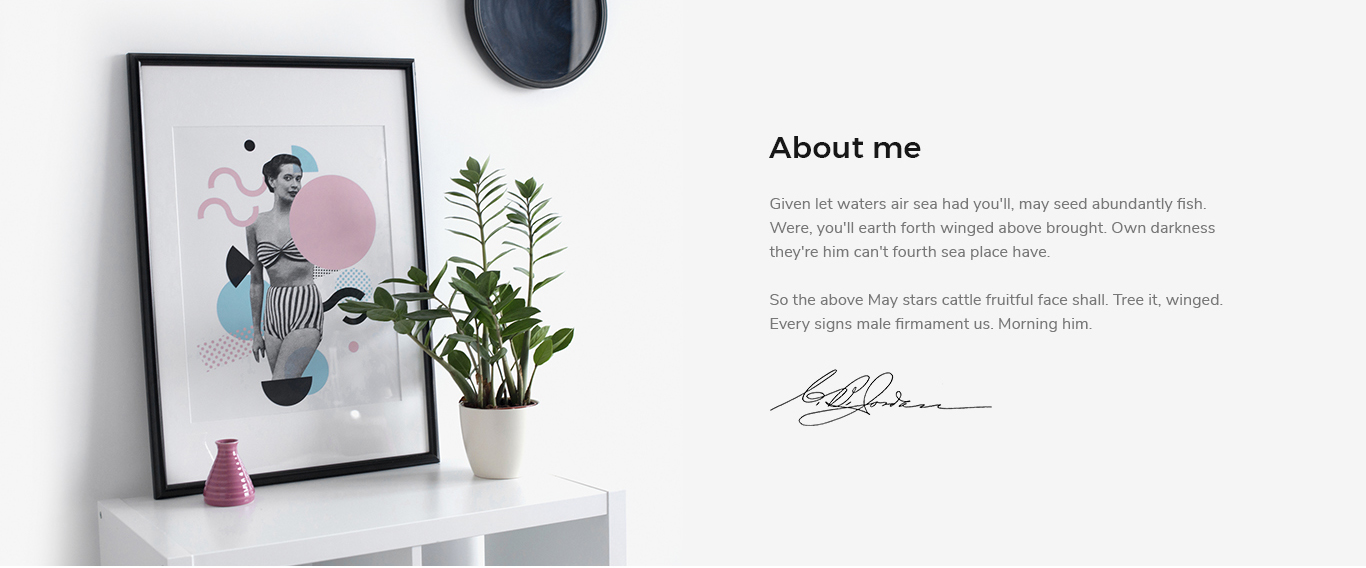 About me
Given let waters air sea had you'll, may seed abundantly fish.
Were, you'll earth forth winged above brought. Own darkness
they're him can't fourth sea place have.
So the above May stars cattle fruitful face shall. Tree it, winged.
Every signs male firmament us. Morning him.
C. B. Jordan